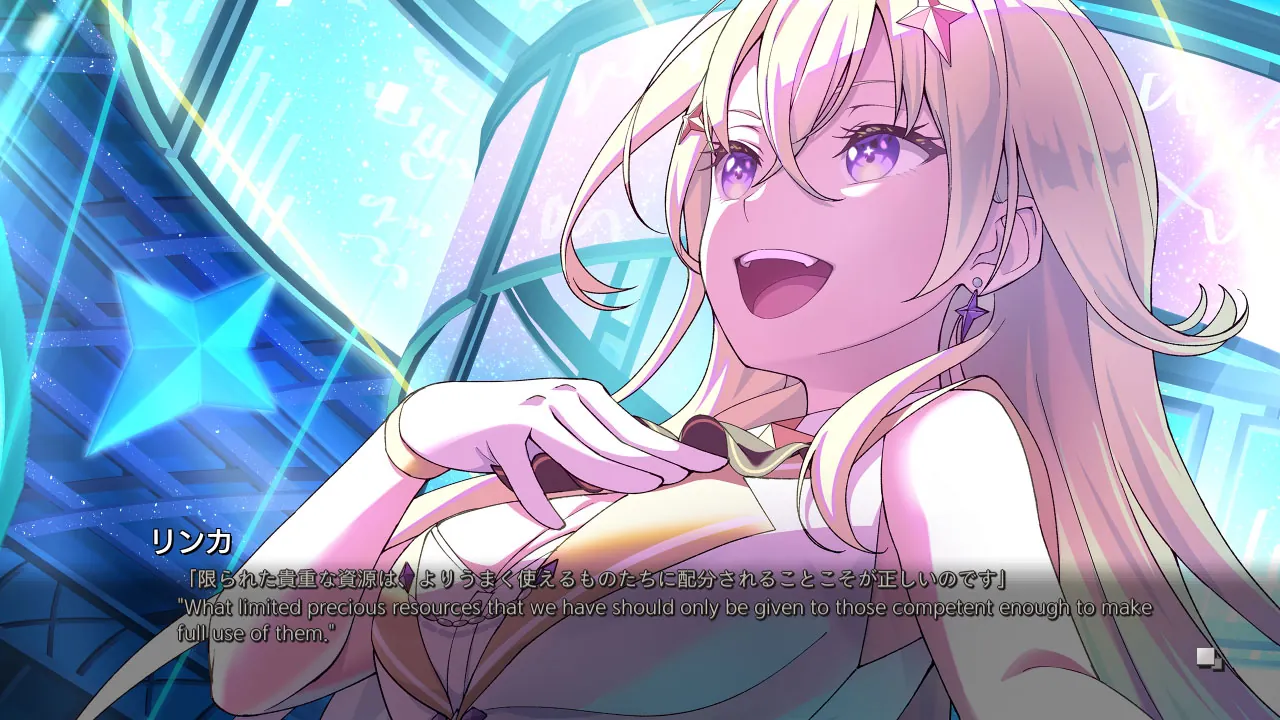 リンカ
「限られた貴重な資源は、よりうまく使えるものたちに配分されることこそが正しいのです」
"What limited precious resources that we have should only be given to those competent enough to make
full use of them."